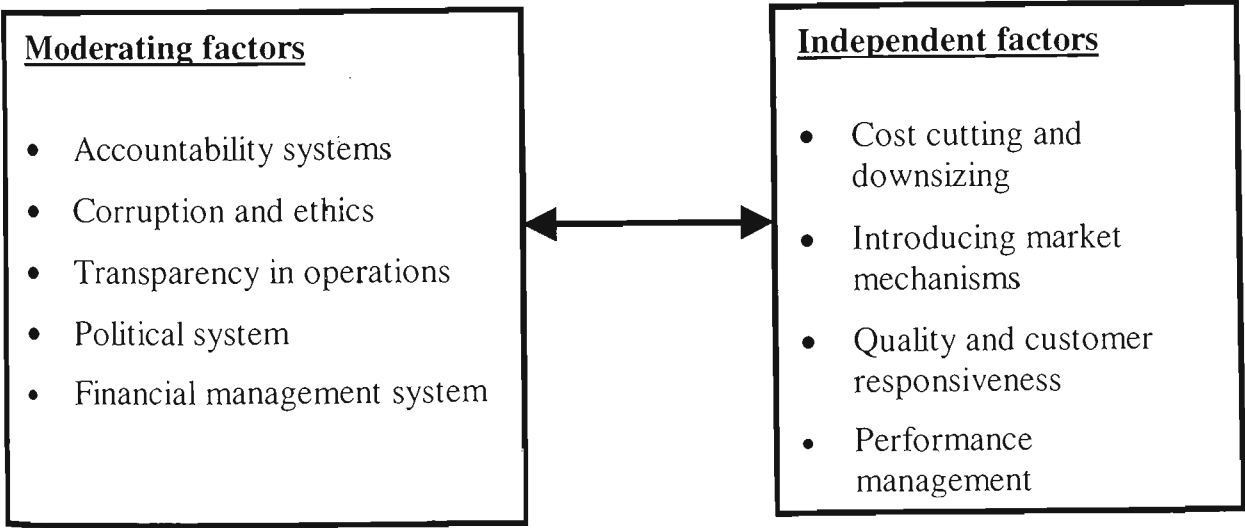 Moderating factors
• Accountability systems
• Corruption and ethics
• Transparency in operations
• Political system
• Financial management system
Independent factors
• Cost cutting and
downsizing
• Introducing market
mechanisms
• Quality and customer
responsiveness
• Performance
management